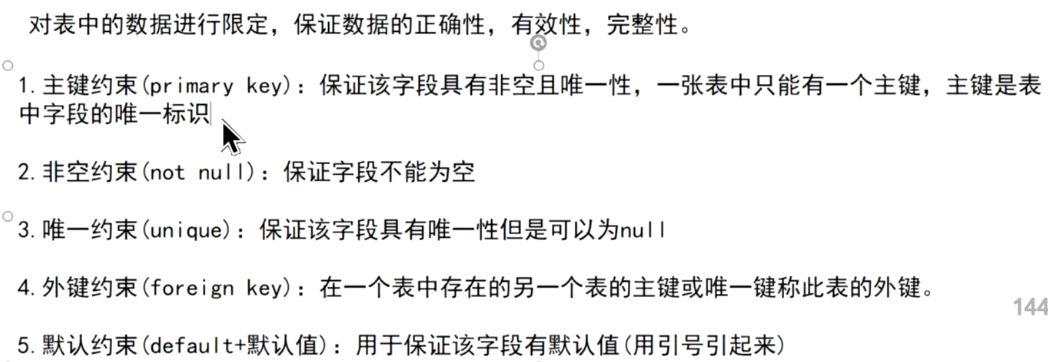 对表中的数据进行限定，保证数据的正确性，有效性，完整性。
1.主键约束(primary key)：保证该字段具有非空且唯一性，一张表中只能有一个主键，主键是表
中字段的唯一标识
2.非空约束(not null)：保证字段不能为空
3.唯一约束(unique)：保证该字段具有唯一性但是可以为null
4.外键约束(foreign key)：在一个表中存在的另一个表的主键或唯一键称此表的外键。
144
5.默认约束(default+默认值)：用于保证该字段有默认值(用引号引起来)